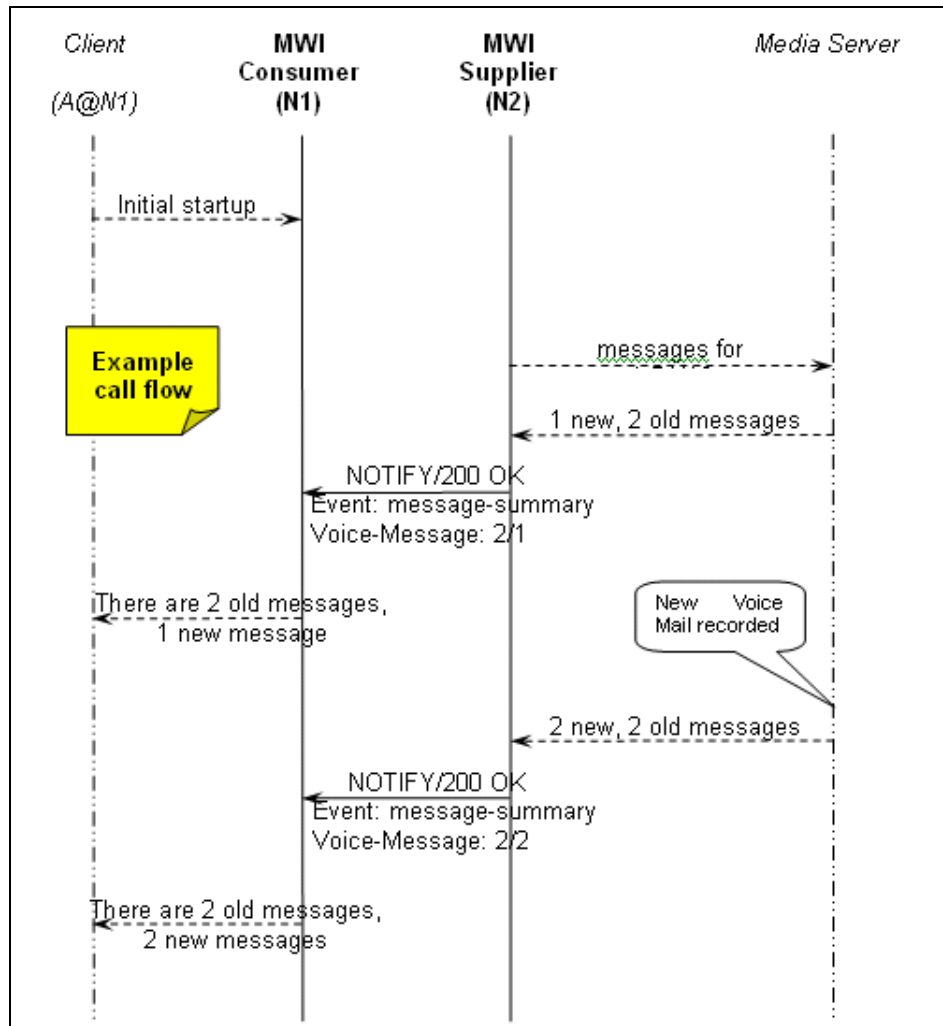 Client
(A@N1)
MWI
Consumer
(N1)
MWI
Supplier
(N2)
Media Server
Initial startup
Example
call flow
messages for
1 new, 2 old messages
NOTIFY/200 OK
Event: message-summary
Voice-Message: 2/1
There are 2 old messages,
1 new message
New Voice
Mail recorded
2 new, 2 old messages
NOTIFY/200 OK
Event: message-summary
Voice-Message: 2/2
There are 2 old messages,
2 new messages